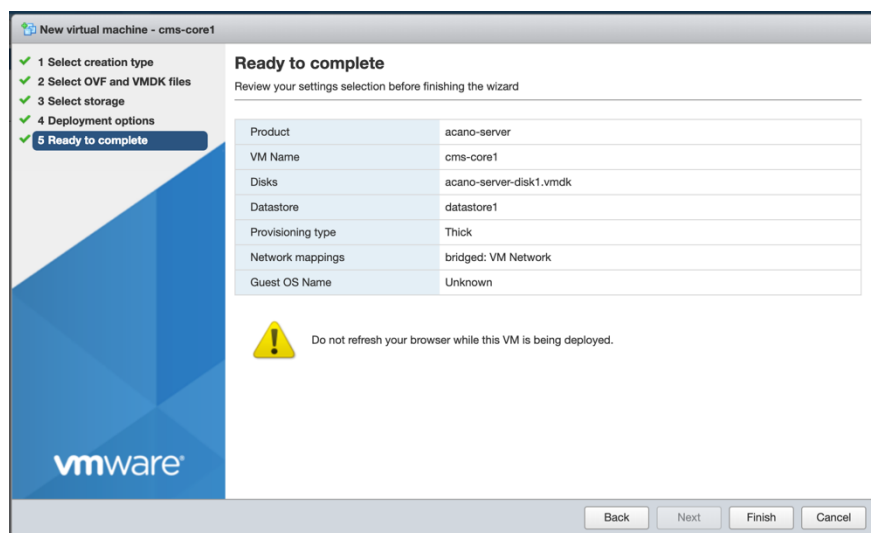 New virtual machine - cms-core1
1 Select creation type
2 Select OVF and VMDK files
3 Select storage
4 Deployment options
5 Ready to complete
Ready to complete
Review your settings selection before finishing the wizard
Product acano-server
VM Name cms-core1
Disks acano-server-disk1.vmdk
Datastore datastore1
Provisioning type Thick
Network mappings bridged: VM Network
Guest OS Name Unknown
Do not refresh your browser while this VM is being deployed.
vmware®
Back Next Finish Cancel